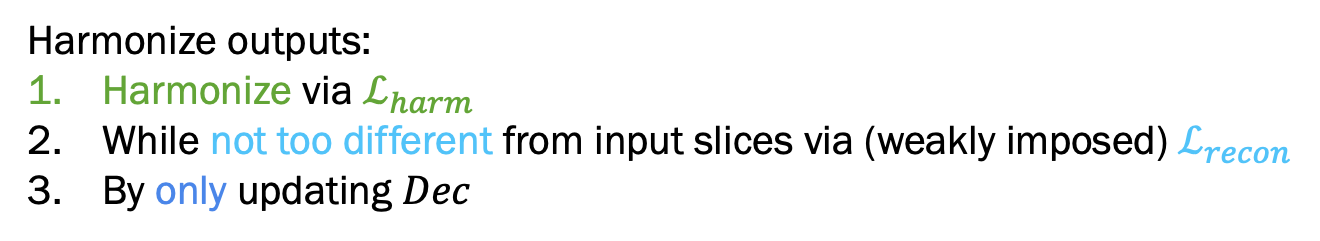 Harmonize outputs:
1. Harmonize via ℒ_harm
2. While not too different from input slices via (weakly imposed) ℒ_recon
3. By only updating Dec